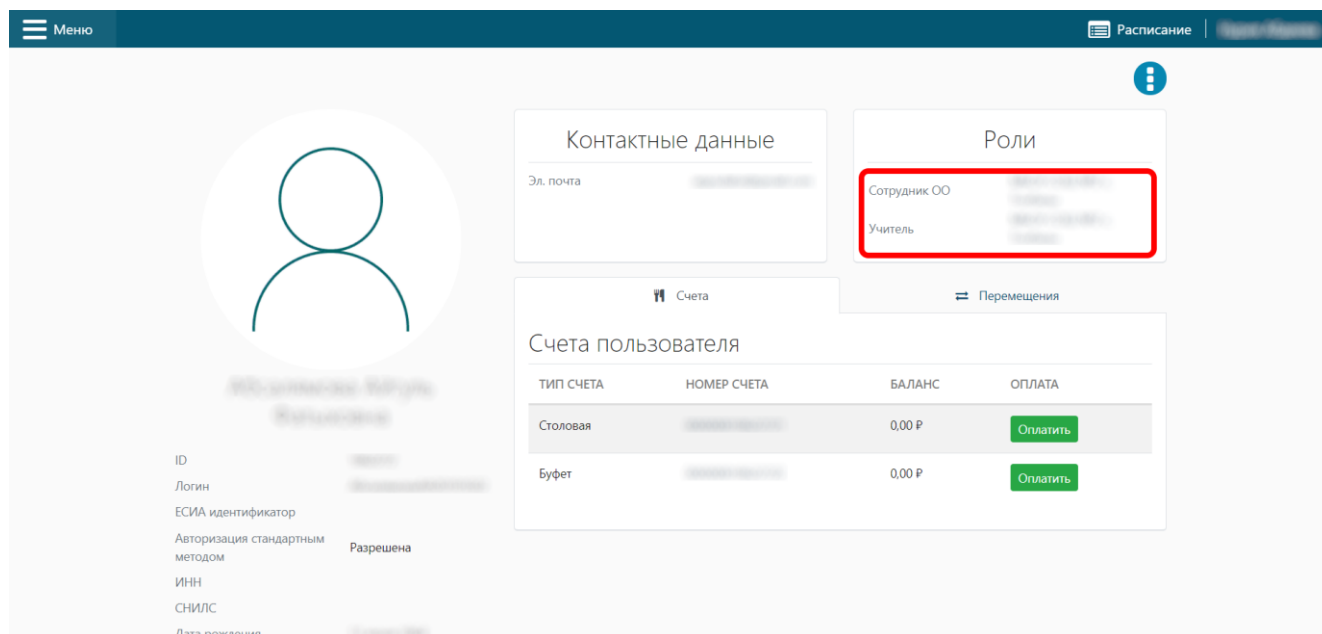 Меню
Расписание
Контактные данные
Эл. почта
Роли
Сотрудник ОО
Учитель
Счета
Перемещения
Счета пользователя
ТИП СЧЕТА НОМЕР СЧЕТА БАЛАНС ОПЛАТА
Столовая 0,00 ₽ Оплатить
Буфет 0,00 ₽ Оплатить
ID
Логин
ЕСИА идентификатор
Авторизация стандартным
методом
Разрешена
ИНН
СНИЛС
Дата рождения